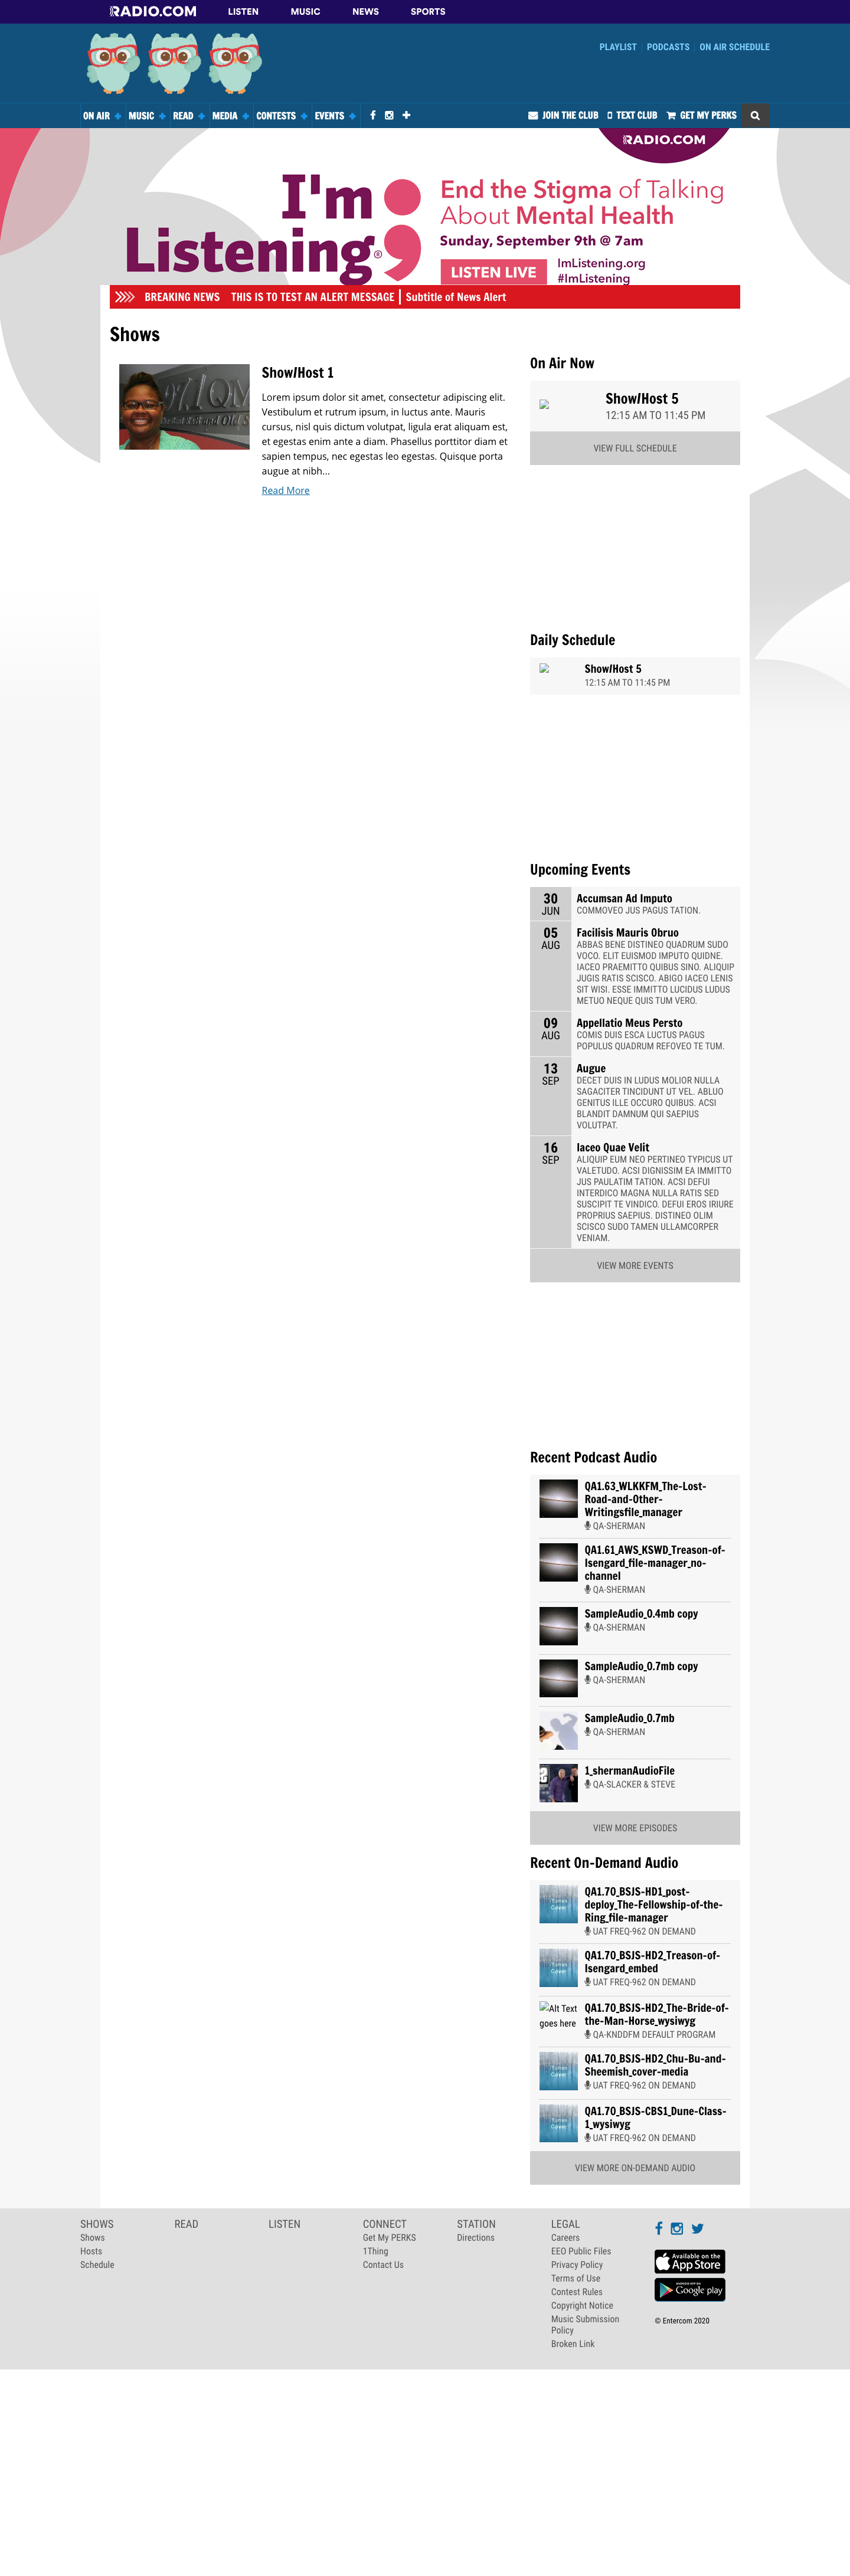 RADIO.COM LISTEN MUSIC NEWS SPORTS
PLAYLIST PODCASTS ON AIR SCHEDULE
ON AIR MUSIC READ MEDIA CONTESTS EVENTS JOIN THE CLUB TEXT CLUB GET MY PERKS
RADIO.COM
I'm
Listening®
End the Stigma of Talking
About Mental Health
Sunday, September 9th @ 7am
LISTEN LIVE
ImListening.org
#ImListening
BREAKING NEWS THIS IS TO TEST AN ALERT MESSAGE Subtitle of News Alert
Shows
Show/Host 1
Lorem ipsum dolor sit amet, consectetur adipiscing elit.
Vestibulum et rutrum ipsum, in luctus ante. Mauris
cursus, nisl quis dictum volutpat, ligula erat aliquam est,
et egestas enim ante a diam. Phasellus porttitor diam et
sapien tempus, nec egestas leo egestas. Quisque porta
augue at nibh...
Read More
On Air Now
Show/Host 5
12:15 AM TO 11:45 PM
VIEW FULL SCHEDULE
Daily Schedule
Show/Host 5
12:15 AM TO 11:45 PM
Upcoming Events
30
JUN
Accumsan Ad Imputo
COMMOVEO JUS PAGUS TATION.
05
AUG
Facilisis Mauris Obruo
ABBAS BENE DISTINEO QUADRUM SUDO
VOCO. ELIT EUISMOD IMPUTO QUIDNE.
IACEO PRAEMITTO QUIBUS SINO. ALIQUIP
JUGIS RATIS SCISCO. ABIGO IACEO LENIS
SIT WISI. ESSE IMMITTO LUCIDUS LUDUS
METUO NEQUE QUIS TUM VERO.
09
AUG
Appellatio Meus Persto
COMIS DUIS ESCA LUCTUS PAGUS
POPULUS QUADRUM REFOVEO TE TUM.
13
SEP
Augue
DECET DUIS IN LUDUS MOLIOR NULLA
SAGACITER TINCIDUNT UT VEL. ABLUO
GENITUS ILLE OCCURO QUIBUS. ACSI
BLANDIT DAMNUM QUI SAEPIUS
VOLUTPAT.
16
SEP
Iaceo Quae Velit
ALIQUIP EUM NEO PERTINEO TYPICUS UT
VALETUDO. ACSI DIGNISSIM EA IMMITTO
JUS PAULATIM TATION. ACSI DEFUI
INTERDICO MAGNA NULLA RATIS SED
SUSCIPIT TE VINDICO. DEFUI EROS IRIURE
PROPRIUS SAEPIUS. DISTINEO OLIM
SCISCO SUDO TAMEN ULLAMCORPER
VENIAM.
VIEW MORE EVENTS
Recent Podcast Audio
QA1.63_WLKKFM_The-Lost-
Road-and-Other-
Writingsfile_manager
QA-SHERMAN
QA1.61_AWS_KSWD_Treason-of-
Isengard_file-manager_no-
channel
QA-SHERMAN
SampleAudio_0.4mb copy
QA-SHERMAN
SampleAudio_0.7mb copy
QA-SHERMAN
SampleAudio_0.7mb
QA-SHERMAN
1_shermanAudioFile
QA-SLACKER & STEVE
VIEW MORE EPISODES
Recent On-Demand Audio
QA1.70_BSJS-HD1_post-
deploy_The-Fellowship-of-the-
Ring_file-manager
UAT FREQ-962 ON DEMAND
QA1.70_BSJS-HD2_Treason-of-
Isengard_embed
UAT FREQ-962 ON DEMAND
Alt Text
goes here
QA1.70_BSJS-HD2_The-Bride-of-
the-Man-Horse_wysiwyg
QA-KNDDFM DEFAULT PROGRAM
QA1.70_BSJS-HD2_Chu-Bu-and-
Sheemish_cover-media
UAT FREQ-962 ON DEMAND
QA1.70_BSJS-CBS1_Dune-Class-
1_wysiwyg
UAT FREQ-962 ON DEMAND
VIEW MORE ON-DEMAND AUDIO
SHOWS
Shows
Hosts
Schedule
READ
LISTEN
CONNECT
Get My PERKS
1Thing
Contact Us
STATION
Directions
LEGAL
Careers
EEO Public Files
Privacy Policy
Terms of Use
Contest Rules
Copyright Notice
Music Submission
Policy
Broken Link
Available on the
App Store
Google play
© Entercom 2020